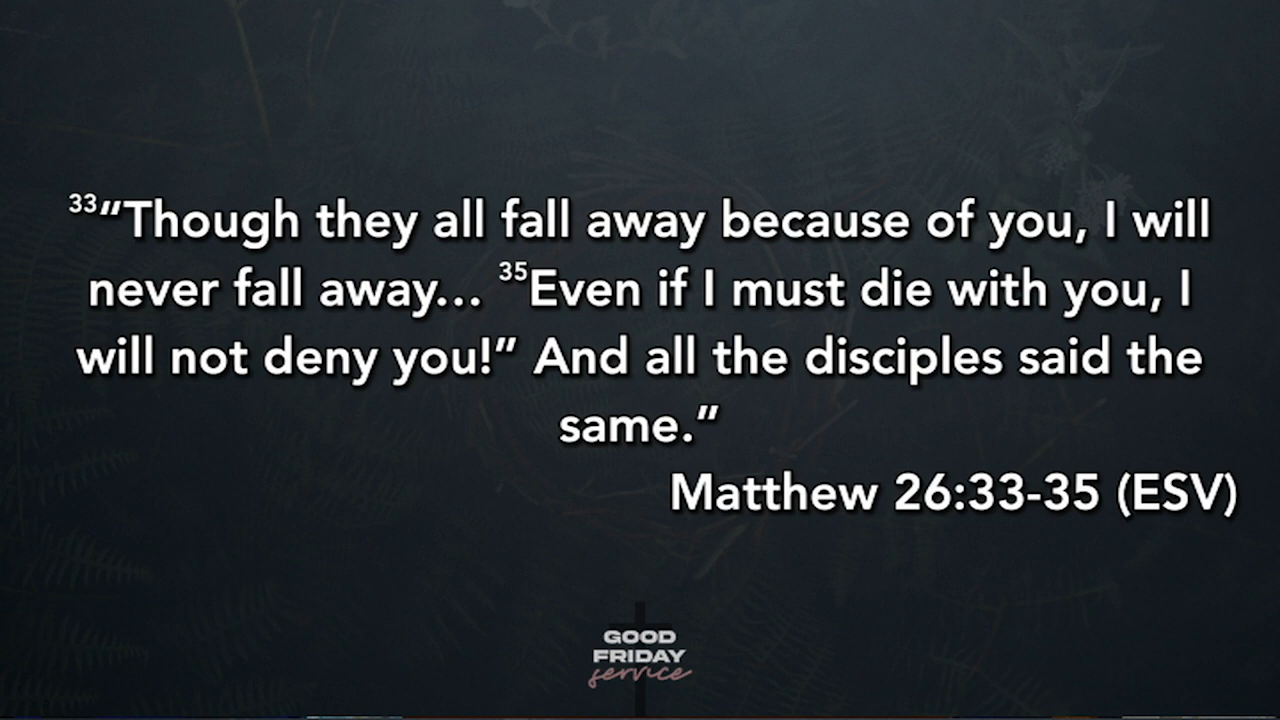 ³³“Though they all fall away because of you, I will
never fall away... ³⁵Even if I must die with you, I
will not deny you!” And all the disciples said the
same.”
Matthew 26:33-35 (ESV)
GOOD
FRIDAY
service